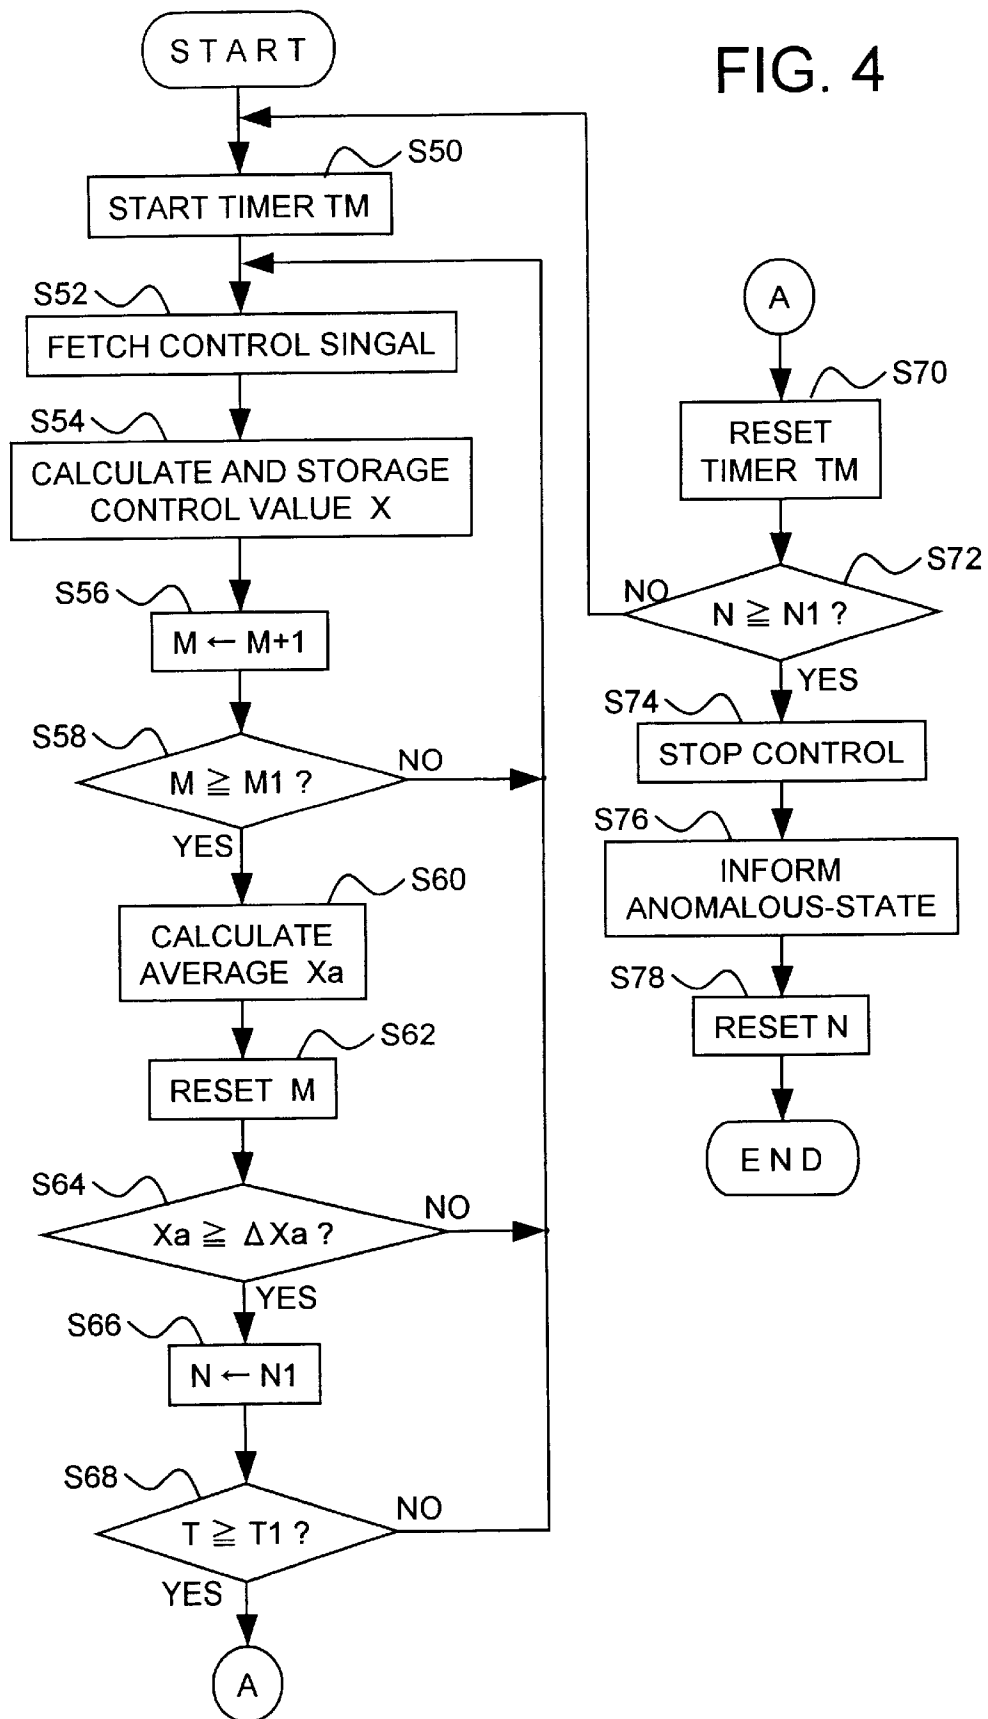 FIG. 4
START
S50
START TIMER TM
S52
FETCH CONTROL SINGAL
S54
CALCULATE AND STORAGE
CONTROL VALUE X
S56
M ← M+1
S58
M ≧ M1 ?
NO
YES
S60
CALCULATE
AVERAGE Xa
S62
RESET M
S64
Xa ≧ ΔXa ?
NO
YES
S66
N ← N1
S68
T ≧ T1 ?
NO
YES
A
A
S70
RESET
TIMER TM
S72
N ≧ N1 ?
NO
YES
S74
STOP CONTROL
S76
INFORM
ANOMALOUS-STATE
S78
RESET N
END